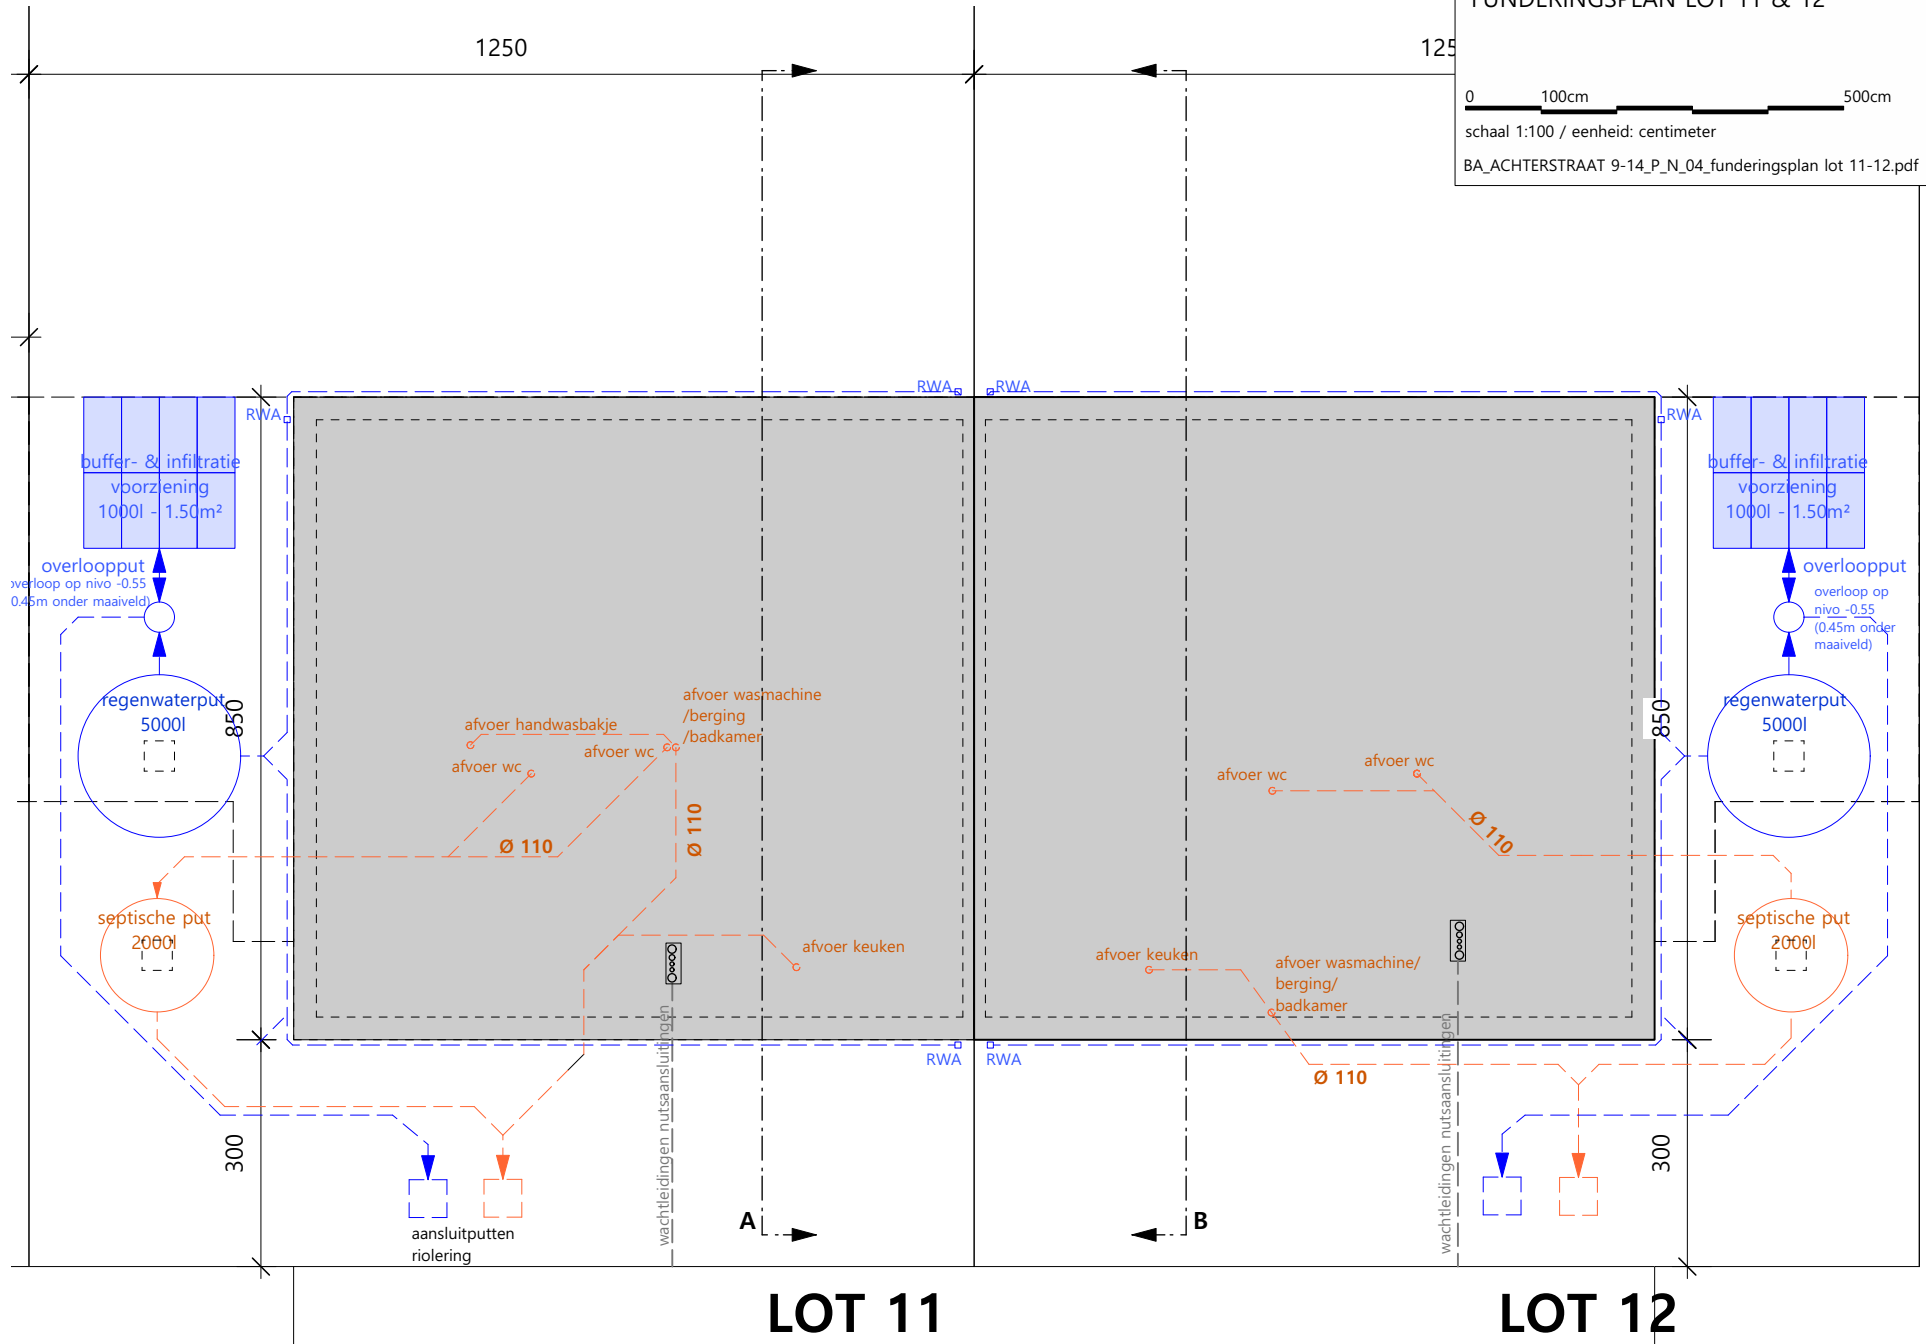 FUNDERINGSPLAN LOT 11 & 12
0 100cm 500cm
schaal 1:100 / eenheid: centimeter
BA_ACHTERSTRAAT 9-14_P_N_04_funderingsplan lot 11-12.pdf
1250
125
RWA
RWA
RWA
RWA
buffer- & infiltratie
voorziening
1000l - 1.50m²
buffer- & infiltratie
voorziening
1000l - 1.50m²
overloopput
overloop op nivo -0.55
0.45m onder maaiveld)
overloopput
overloop op
nivo -0.55
(0.45m onder
maaiveld)
regenwaterput
5000l
850
afvoer handwasbakje
afvoer wc
afvoer wc
afvoer wasmachine
/berging
/badkamer
Ø 110
Ø 110
afvoer keuken
afvoer wc
afvoer wc
Ø 110
850
regenwaterput
5000l
septische put
2000l
septische put
2000l
afvoer keuken
afvoer wasmachine/
berging/
badkamer
Ø 110
RWA
RWA
wachtleidingen nutsaansluitingen
wachtleidingen nutsaansluitingen
300
300
aansluitputten
riolering
A
B
LOT 11
LOT 12